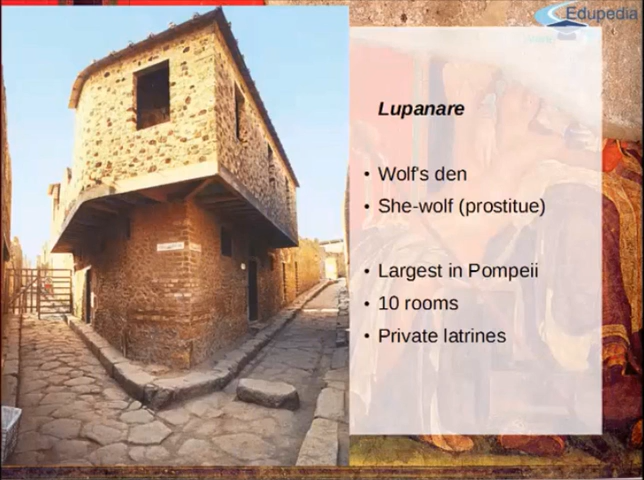 Edupedia
Lupanare
• Wolf's den
• She-wolf (prostitue)
• Largest in Pompeii
• 10 rooms
• Private latrines